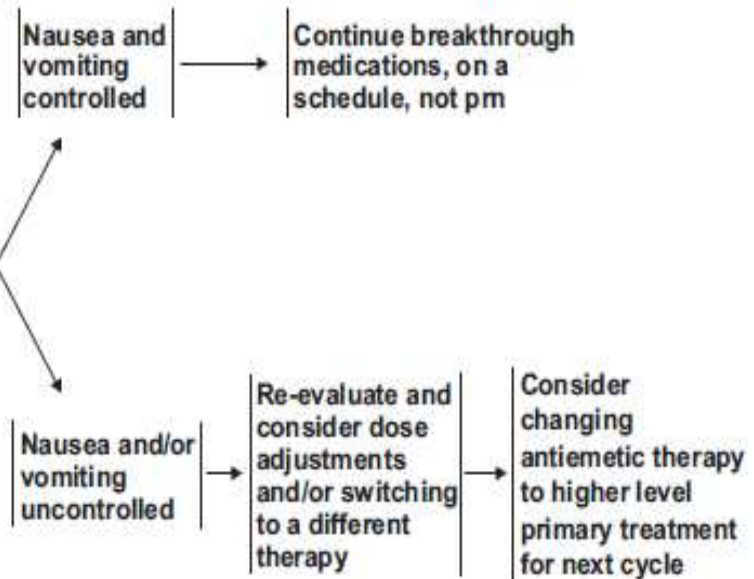 Nausea and
vomiting
controlled
Continue breakthrough
medications, on a
schedule, not prn
Nausea and/or
vomiting
uncontrolled
Re-evaluate and
consider dose
adjustments
and/or switching
to a different
therapy
Consider
changing
antiemetic therapy
to higher level
primary treatment
for next cycle